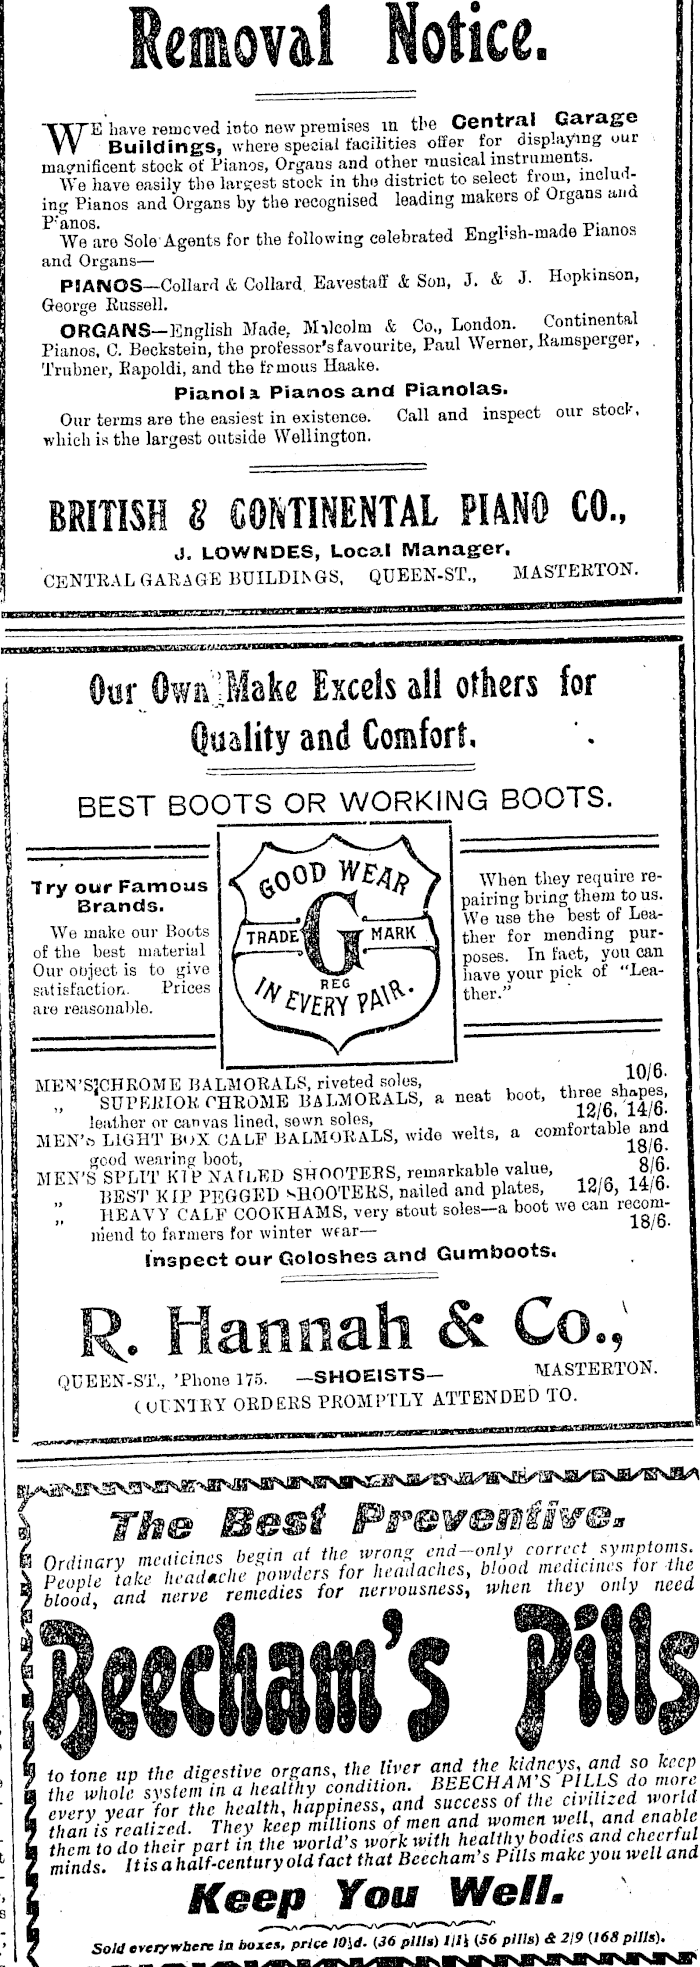 Removal Notice.
WE have removed into new premises in the Central Garage
Buildings, where special facilities offer for displaying our
magnificent stock of Pianos, Organs and other musical instruments.
We have easily the largest stock in the district to select from, includ-
ing Pianos and Organs by the recognised leading makers of Organs and
Pianos.
We are Sole Agents for the following celebrated English-made Pianos
and Organs—
PIANOS—Collard & Collard, Eavestaff & Son, J. & J. Hopkinson,
George Russell.
ORGANS—English Made, Malcolm & Co., London. Continental
Pianos, C. Beckstein, the professor's favourite, Paul Werner, Ramsperger,
Trubner, Rapoldi, and the famous Haake.
Pianola Pianos and Pianolas.
Our terms are the easiest in existence. Call and inspect our stock,
which is the largest outside Wellington.
BRITISH & CONTINENTAL PIANO CO.,
J. LOWNDES, Local Manager,
CENTRAL GARAGE BUILDINGS, QUEEN-ST., MASTERTON.
Our Own Make Excels all others for
Quality and Comfort.
BEST BOOTS OR WORKING BOOTS.
Try our Famous
Brands.
We make our Boots
of the best material
Our object is to give
satisfaction. Prices
are reasonable.
GOOD WEAR
TRADE G MARK
REG
IN EVERY PAIR.
When they require re-
pairing bring them to us.
We use the best of Lea-
ther for mending pur-
poses. In fact, you can
have your pick of "Lea-
ther."
MEN'S CHROME BALMORALS, riveted soles, 10/6.
„ SUPERIOR CHROME BALMORALS, a neat boot, three shapes,
leather or canvas lined, sown soles, 12/6, 14/6.
MEN's LIGHT BOX CALF BALMORALS, wide welts, a comfortable and
good wearing boot, 18/6.
MEN'S SPLIT KIP NAILED SHOOTERS, remarkable value, 8/6.
„ BEST KIP PEGGED SHOOTERS, nailed and plates, 12/6, 14/6.
„ HEAVY CALF COOKHAMS, very stout soles—a boot we can recom-
mend to farmers for winter wear— 18/6.
Inspect our Goloshes and Gumboots.
R. Hannah & Co.,
QUEEN-ST., 'Phone 175. —SHOEISTS— MASTERTON.
COUNTRY ORDERS PROMPTLY ATTENDED TO.
The Best Preventive.
Ordinary medicines begin at the wrong end—only correct symptoms.
People take headache powders for headaches, blood medicines for the
blood, and nerve remedies for nervousness, when they only need
Beecham's Pills
to tone up the digestive organs, the liver and the kidneys, and so keep
the whole system in a healthy condition. BEECHAM'S PILLS do more
every year for the health, happiness, and success of the civilized world
than is realized. They keep millions of men and women well, and enable
them to do their part in the world's work with healthy bodies and cheerful
minds. It is a half-century old fact that Beecham's Pills make you well and
Keep You Well.
Sold everywhere in boxes, price 10½d. (36 pills) 1/1½ (56 pills) & 2/9 (168 pills).